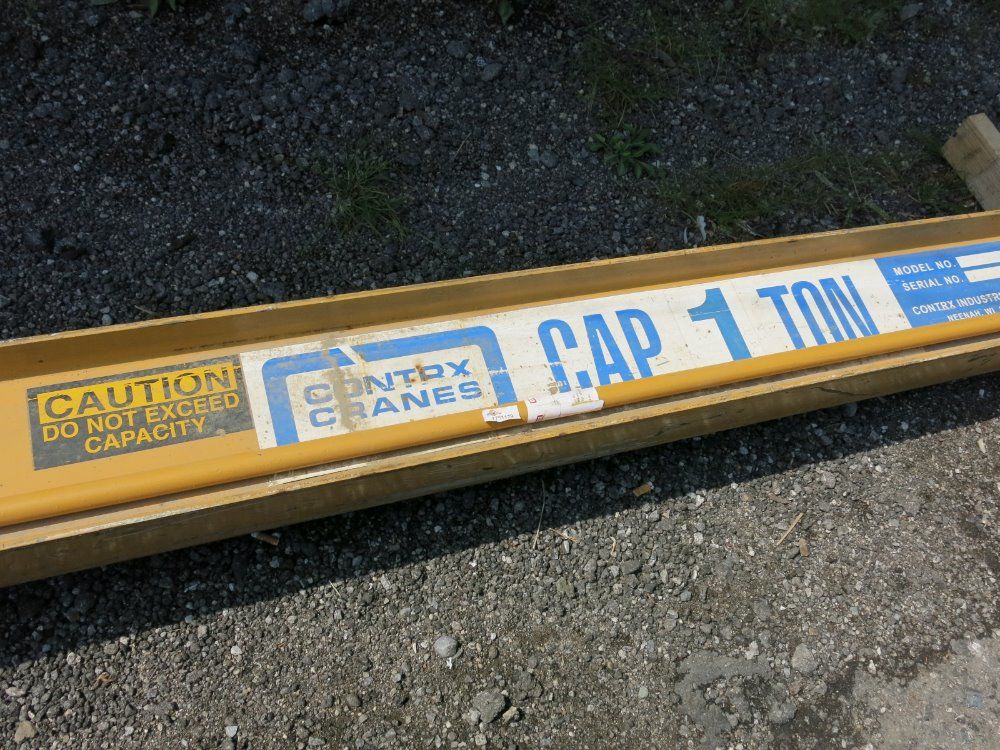 CAUTION
DO NOT EXCEED
CAPACITY
CONTRX
CRANES
CAP 1 TON
MODEL NO.
SERIAL NO.
CONTRX INDUSTR
NEENAH, WI